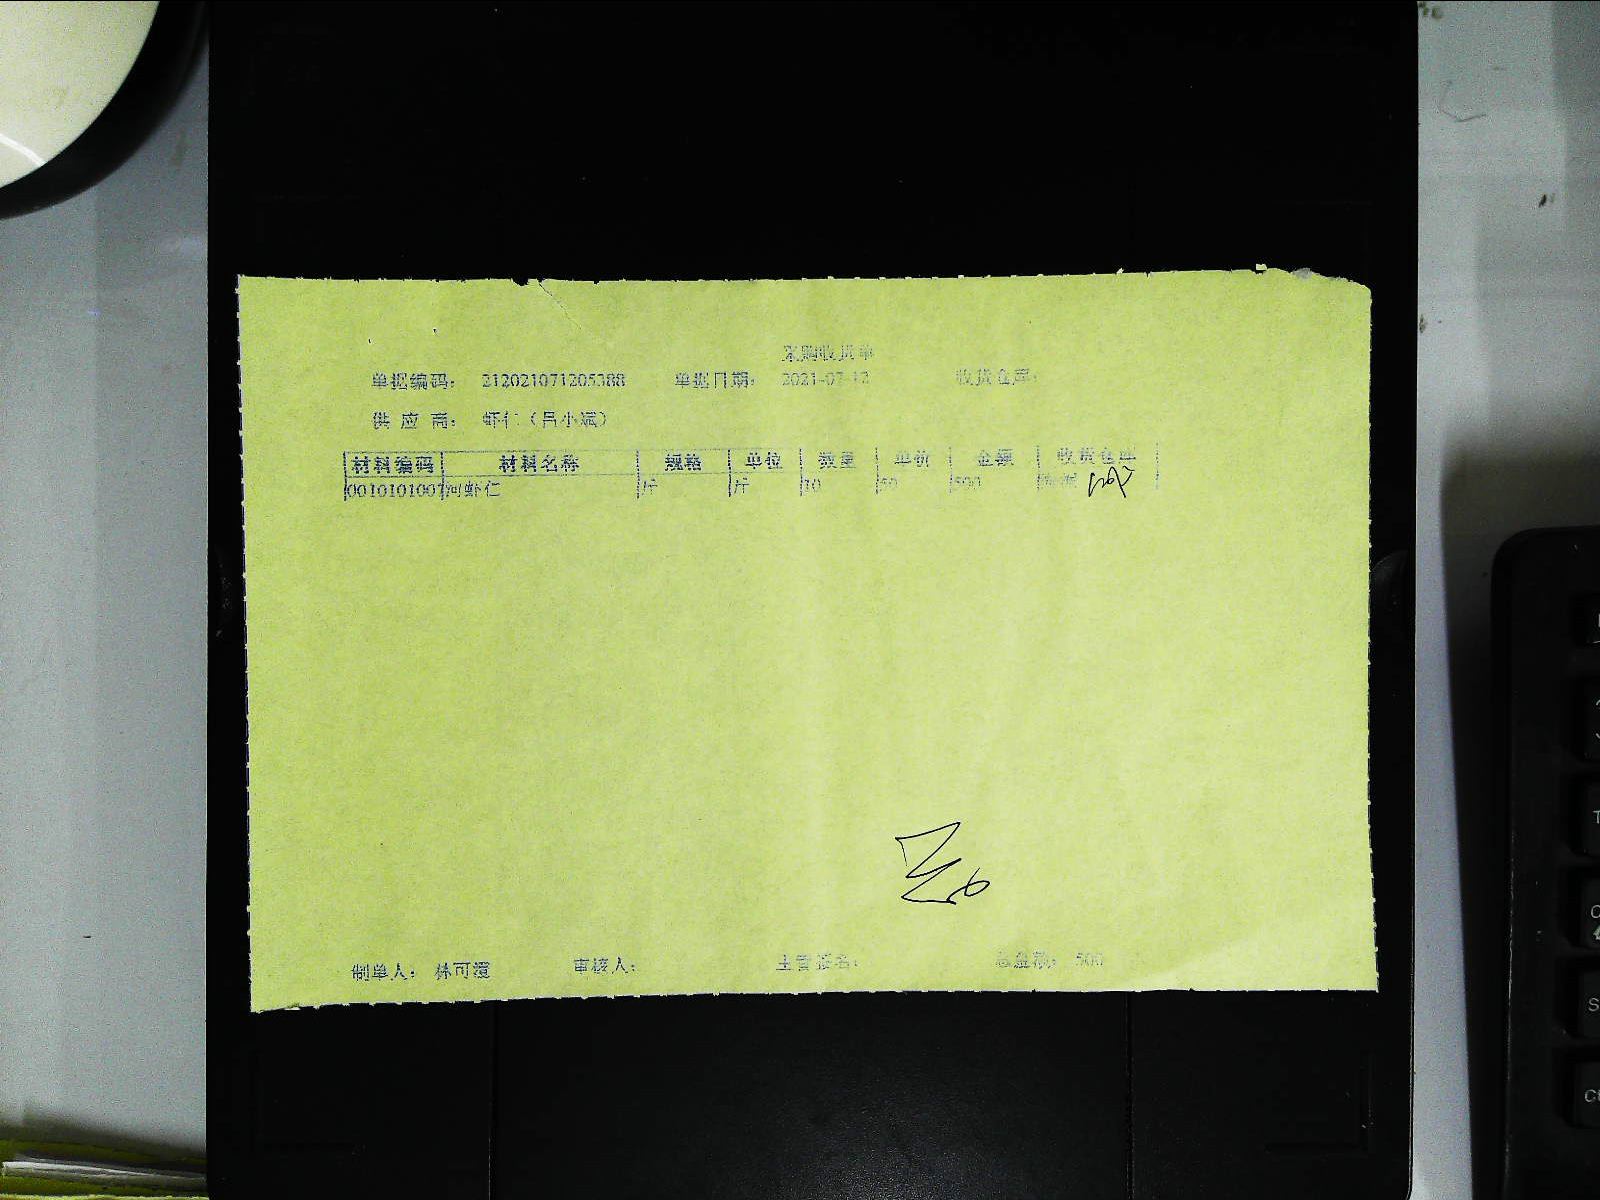 采购收货单
单据编码: 212021071205388 单据日期: 2021-07-12 收货仓库:
供应商: 虾仁(吕小斌)
材料编码 材料名称 规格 单位 数量 单价 金额 收货仓库
0010101007 河虾仁 斤 斤 10 50 500
制单人: 林可 审核人: 主管签名: 总金额: 500